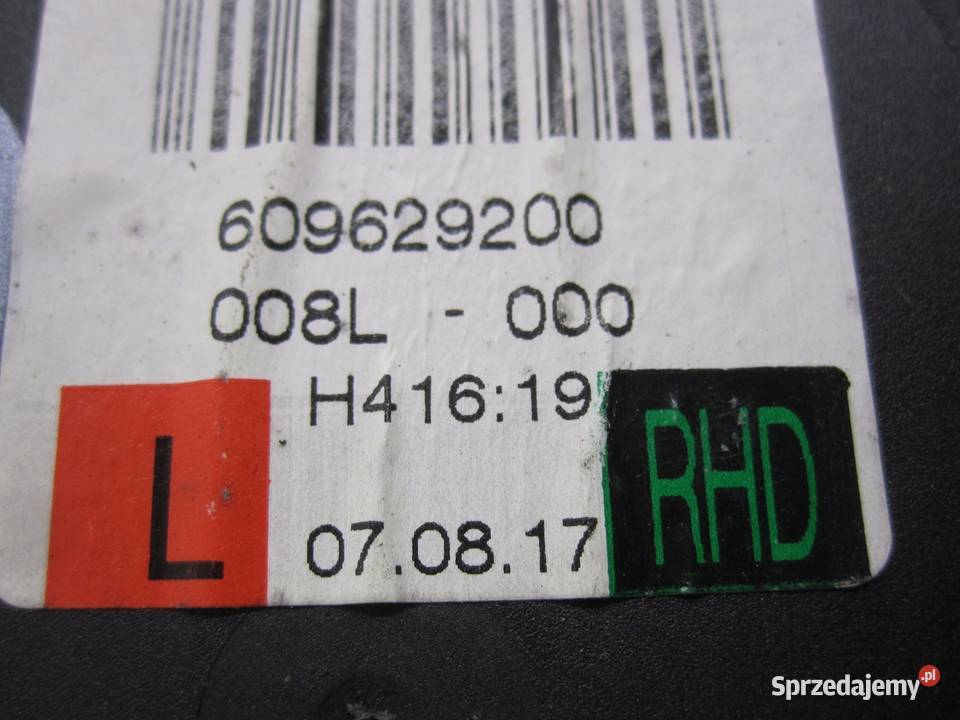 609629200
008L - 000
H416:19
L
07.08.17
RHD
Sprzedajemy.pl